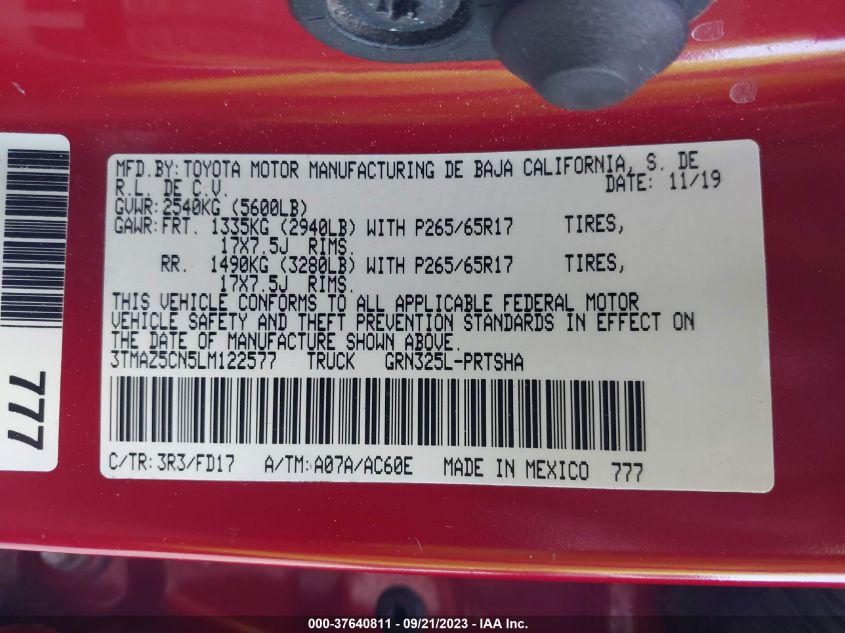 MFD.BY:TOYOTA MOTOR MANUFACTURING DE BAJA CALIFORNIA, S. DE
R.L. DE C.V. DATE: 11/19
GVWR:2540KG (5600LB)
GAWR:FRT. 1335KG (2940LB) WITH P265/65R17 TIRES,
17X7.5J RIMS.
RR. 1490KG (3280LB) WITH P265/65R17 TIRES,
17X7.5J RIMS.
THIS VEHICLE CONFORMS TO ALL APPLICABLE FEDERAL MOTOR
VEHICLE SAFETY AND THEFT PREVENTION STANDARDS IN EFFECT ON
THE DATE OF MANUFACTURE SHOWN ABOVE.
3TMAZ5CN5LM122577 TRUCK GRN325L-PRTSHA
C/TR:3R3/FD17 A/TM:A07A/AC60E MADE IN MEXICO 777
777
000-37640811 - 09/21/2023 - IAA Inc.